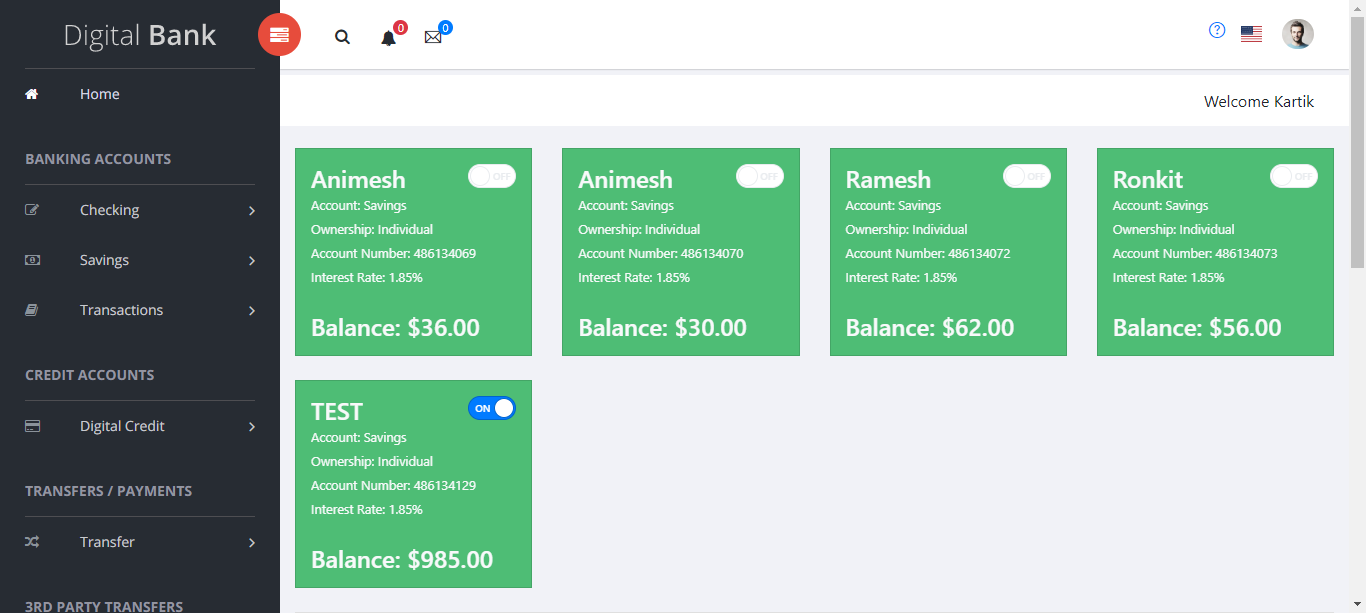 Digital Bank
0
0
Welcome Kartik
Home
BANKING ACCOUNTS
Checking
Savings
Transactions
CREDIT ACCOUNTS
Digital Credit
TRANSFERS / PAYMENTS
Transfer
3RD PARTY TRANSFERS
Animesh
OFF
Account: Savings
Ownership: Individual
Account Number: 486134069
Interest Rate: 1.85%
Balance: $36.00
Animesh
OFF
Account: Savings
Ownership: Individual
Account Number: 486134070
Interest Rate: 1.85%
Balance: $30.00
Ramesh
OFF
Account: Savings
Ownership: Individual
Account Number: 486134072
Interest Rate: 1.85%
Balance: $62.00
Ronkit
OFF
Account: Savings
Ownership: Individual
Account Number: 486134073
Interest Rate: 1.85%
Balance: $56.00
TEST
ON
Account: Savings
Ownership: Individual
Account Number: 486134129
Interest Rate: 1.85%
Balance: $985.00